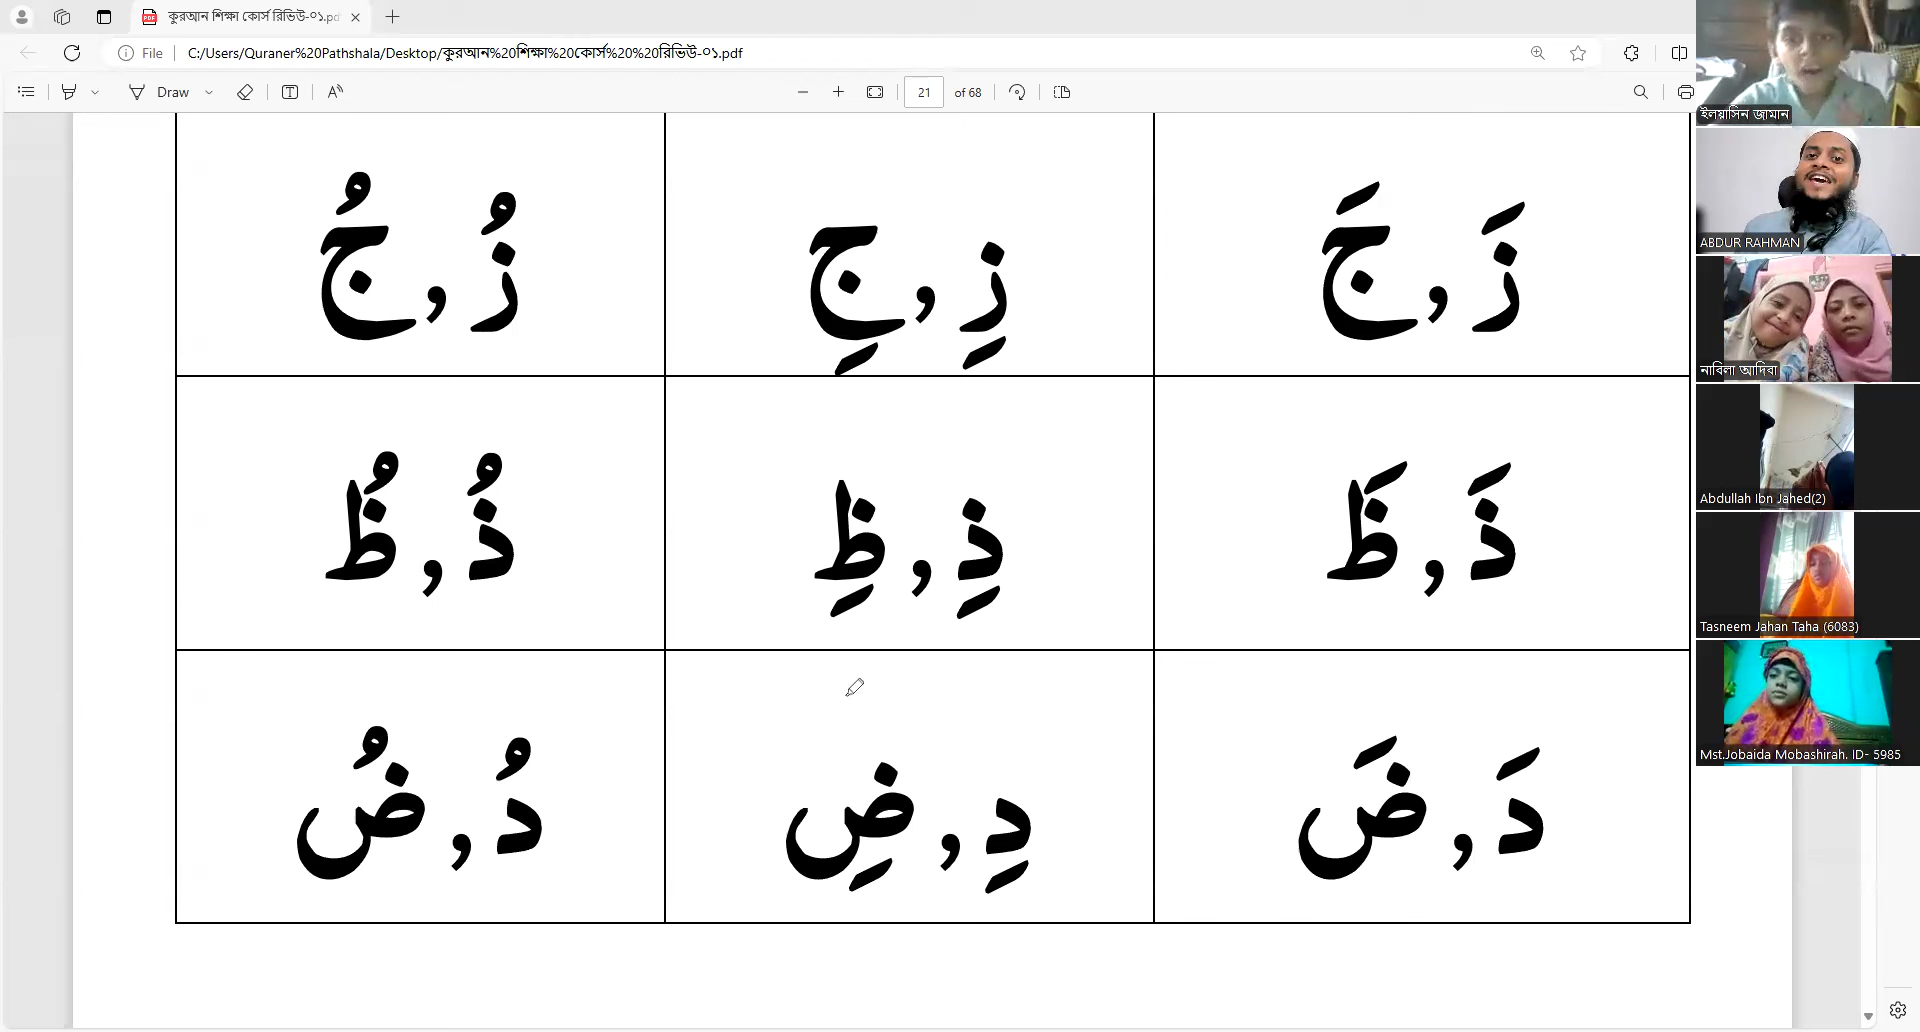 কুরআন শিক্ষা কোর্স রিভিউ-০১.pdf
File
C:/Users/Quraner%20Pathshala/Desktop/কুরআন%20শিক্ষা%20কোর্স%20%20রিভিউ-০১.pdf
Draw
21 of 68
زَ , جَ
زِ , جِ
زُ , جُ
ذَ , ظَ
ذِ , ظِ
ذُ , ظُ
دَ , ضَ
دِ , ضِ
دُ , ضُ
ইলয়াসিন জামান
ABDUR RAHMAN
নাবিলা আদিবা
Abdullah Ibn Jahed(2)
Tasneem Jahan Taha (6083)
Mst.Jobaida Mobashirah. ID- 5985